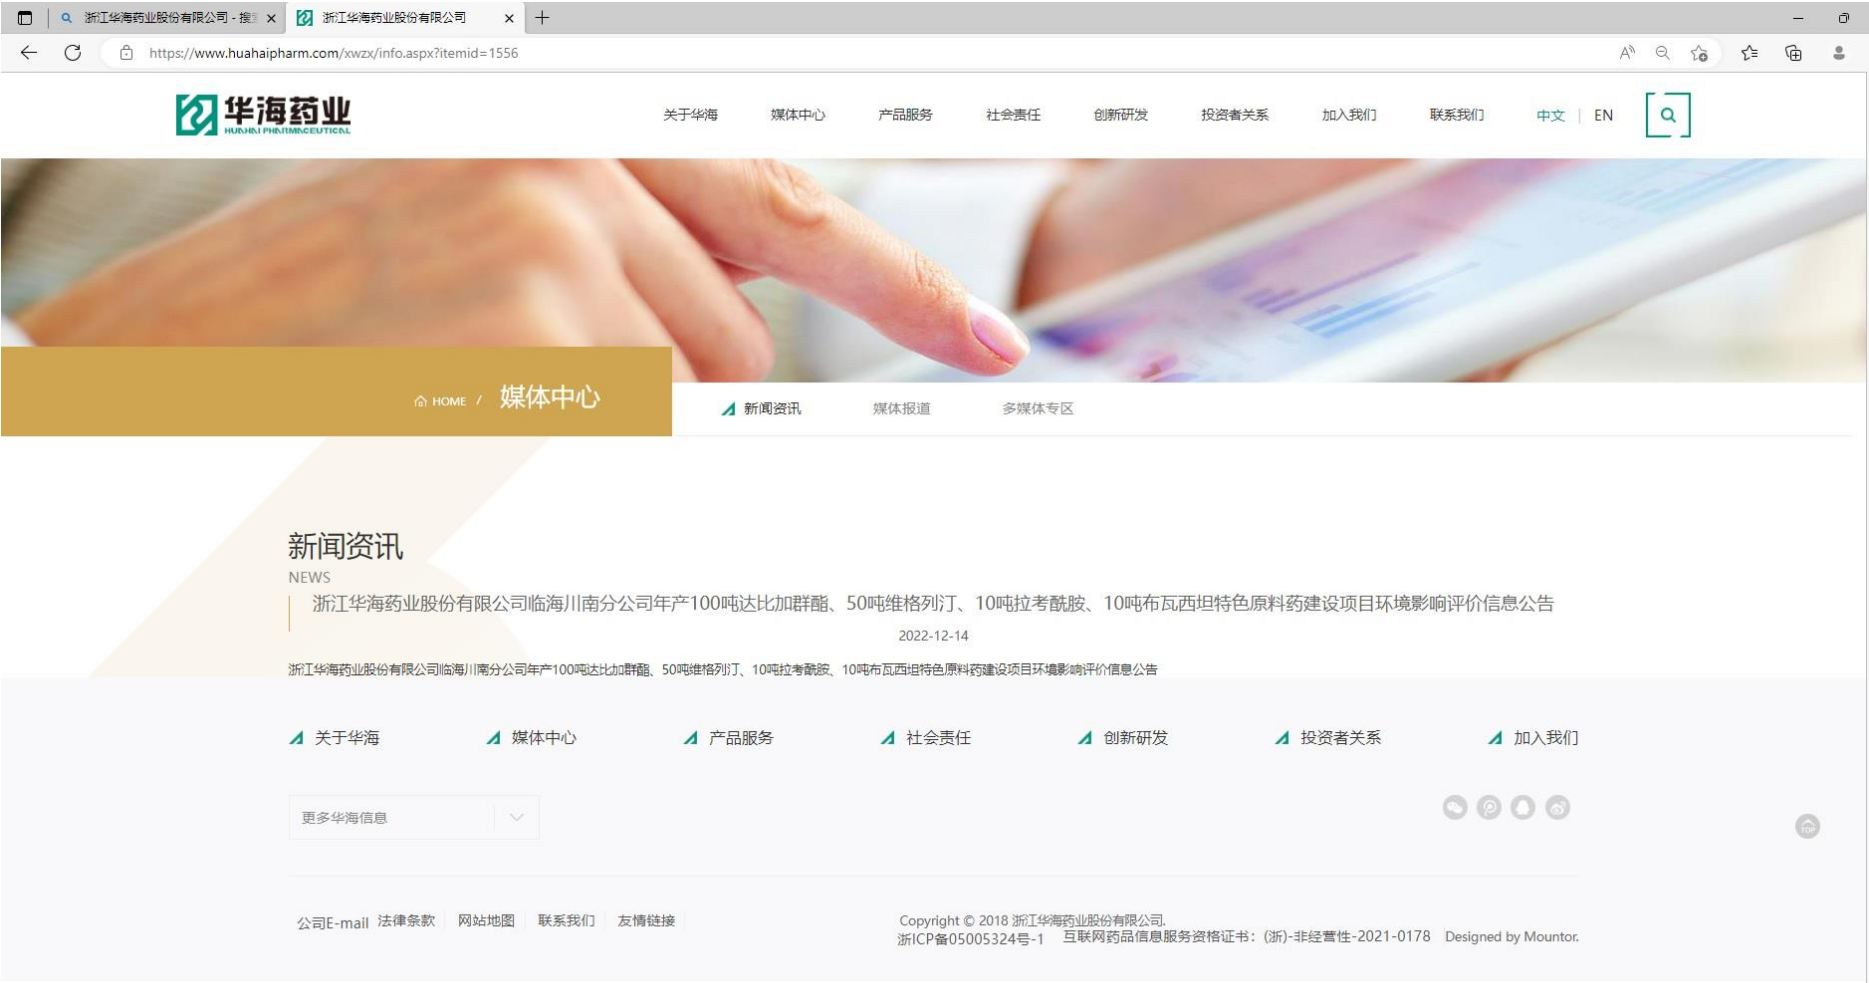 浙江华海药业股份有限公司 - 搜
浙江华海药业股份有限公司
https://www.huahaipharm.com/xwzx/info.aspx?itemid=1556
华海药业
HUAHAI PHARMACEUTICAL
关于华海 媒体中心 产品服务 社会责任 创新研发 投资者关系 加入我们 联系我们 中文 | EN
HOME / 媒体中心
新闻资讯 媒体报道 多媒体专区
新闻资讯
NEWS
浙江华海药业股份有限公司临海川南分公司年产100吨达比加群酯、50吨维格列汀、10吨拉考酰胺、10吨布瓦西坦特色原料药建设项目环境影响评价信息公告
2022-12-14
浙江华海药业股份有限公司临海川南分公司年产100吨达比加群酯、50吨维格列汀、10吨拉考酰胺、10吨布瓦西坦特色原料药建设项目环境影响评价信息公告
关于华海 媒体中心 产品服务 社会责任 创新研发 投资者关系 加入我们
更多华海信息
TOP
公司E-mail 法律条款 网站地图 联系我们 友情链接
Copyright © 2018 浙江华海药业股份有限公司.
浙ICP备05005324号-1 互联网药品信息服务资格证书：(浙)-非经营性-2021-0178 Designed by Mountor.